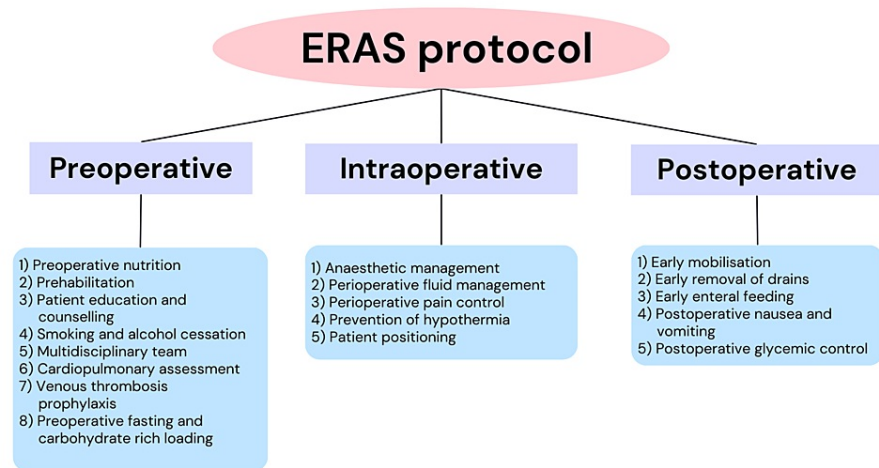 ERAS protocol
Preoperative
Intraoperative
Postoperative
1) Preoperative nutrition
2) Prehabilitation
3) Patient education and
counselling
4) Smoking and alcohol cessation
5) Multidisciplinary team
6) Cardiopulmonary assessment
7) Venous thrombosis
prophylaxis
8) Preoperative fasting and
carbohydrate rich loading
1) Anaesthetic management
2) Perioperative fluid management
3) Perioperative pain control
4) Prevention of hypothermia
5) Patient positioning
1) Early mobilisation
2) Early removal of drains
3) Early enteral feeding
4) Postoperative nausea and
vomiting
5) Postoperative glycemic control